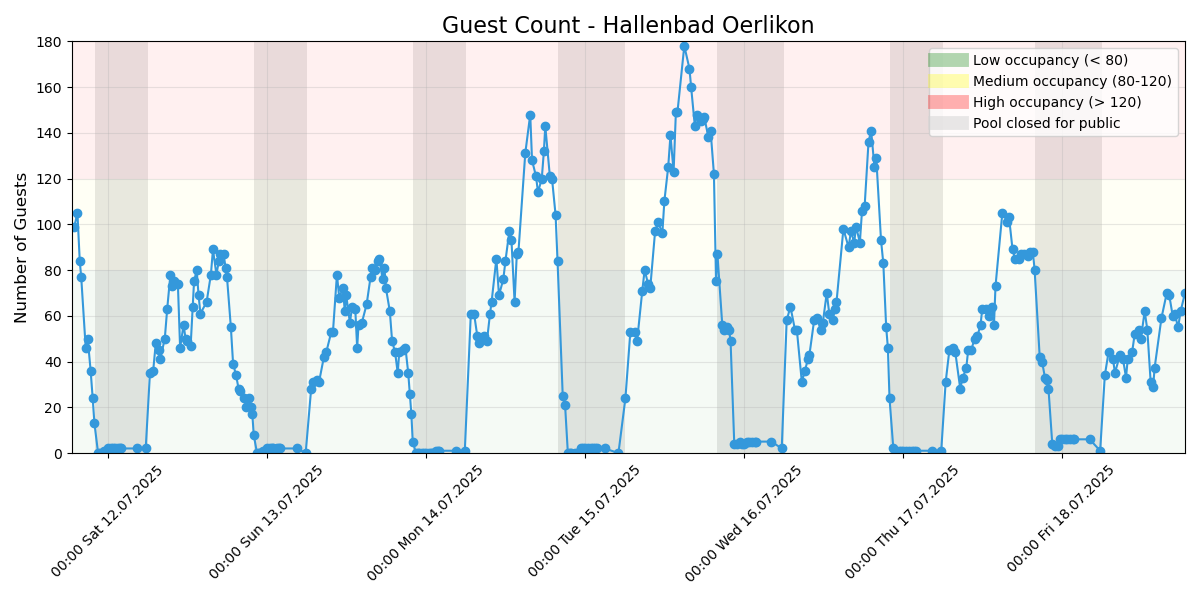 Guest Count - Hallenbad Oerlikon
Number of Guests
180
160
140
120
100
80
60
40
20
0
Low occupancy (< 80)
Medium occupancy (80-120)
High occupancy (> 120)
Pool closed for public
00:00 Sat 12.07.2025
00:00 Sun 13.07.2025
00:00 Mon 14.07.2025
00:00 Tue 15.07.2025
00:00 Wed 16.07.2025
00:00 Thu 17.07.2025
00:00 Fri 18.07.2025